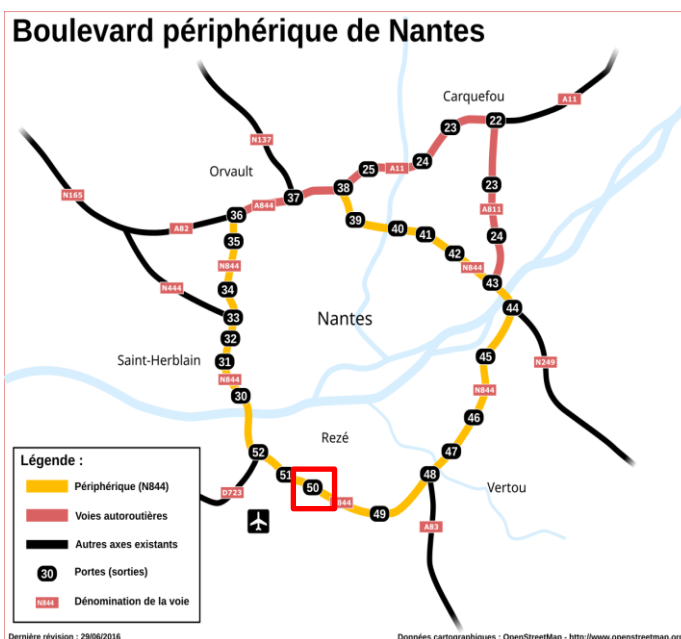 Boulevard périphérique de Nantes
Carquefou
A11
22
23
N137
24
25
A11
Orvault
38
23
N165
37
A844
36
A811
39
40
41
A82
35
24
42
N844
N844
43
34
N444
44
33
Nantes
32
45
Saint-Herblain
31
N249
N844
30
N844
46
Rezé
52
47
Légende :
51
48
Périphérique (N844)
50
Vertou
D723
844
49
Voies autoroutières
A83
Autres axes existants
30
Portes (sorties)
N844
Dénomination de la voie
Dernière révision : 29/06/2016
Données cartographiques : OpenStreetMap - http://www.openstreetmap.org